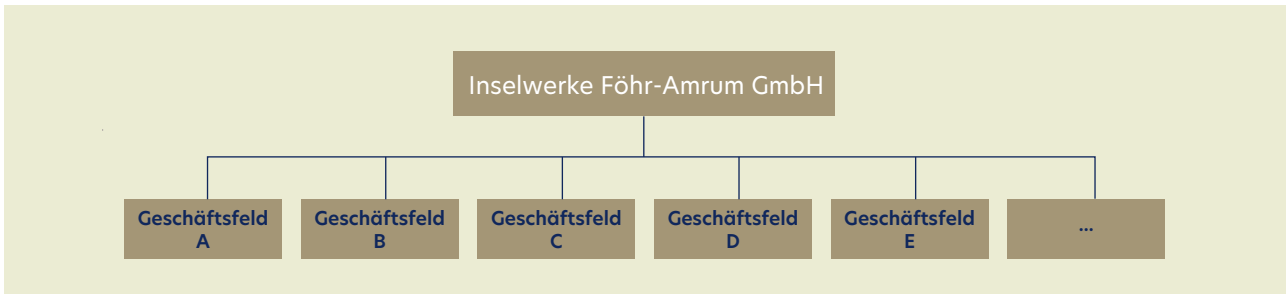 Inselwerke Föhr-Amrum GmbH
Geschäftsfeld
A
Geschäftsfeld
B
Geschäftsfeld
C
Geschäftsfeld
D
Geschäftsfeld
E
...